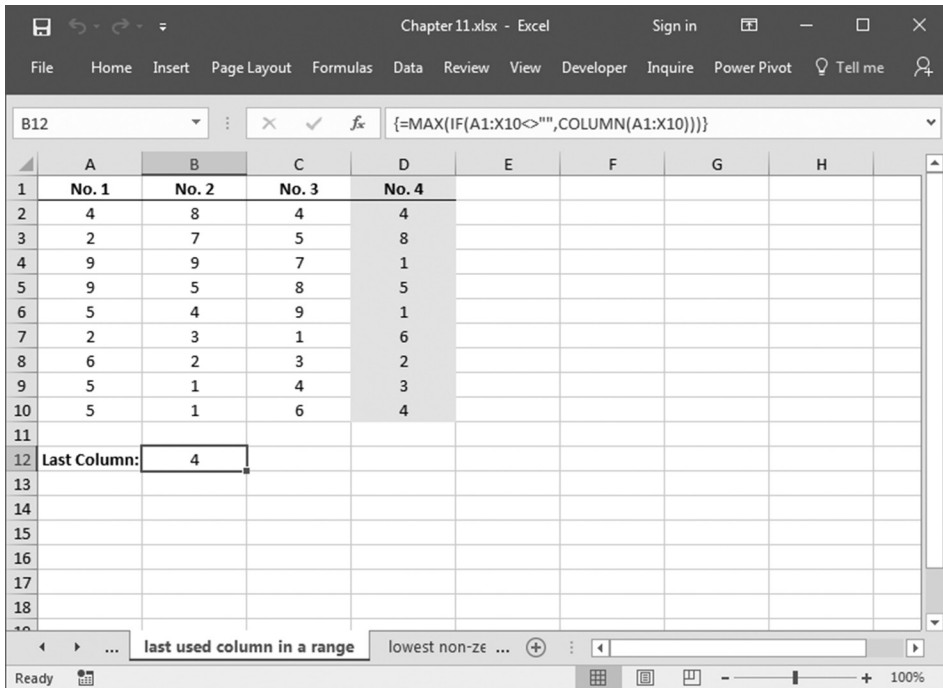 Chapter 11.xlsx - Excel Sign in
File Home Insert Page Layout Formulas Data Review View Developer Inquire Power Pivot Tell me
B12 fx {=MAX(IF(A1:X10<>"",COLUMN(A1:X10)))}
A B C D E F G H
1 No. 1 No. 2 No. 3 No. 4
2 4 8 4 4
3 2 7 5 8
4 9 9 7 1
5 9 5 8 5
6 5 4 9 1
7 2 3 1 6
8 6 2 3 2
9 5 1 4 3
10 5 1 6 4
11
12 Last Column: 4
13
14
15
16
17
18
19
... last used column in a range lowest non-ze ...
Ready 100%